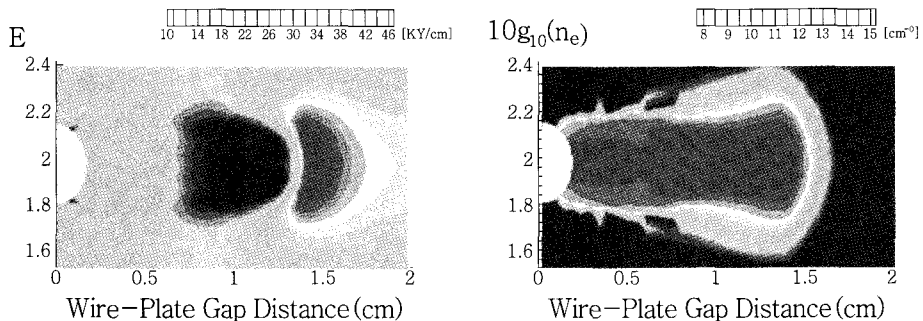 10 14 18 22 26 30 34 38 42 46 [KY/cm]
E
2.4
2.2
2
1.8
1.6
0 0.5 1 1.5 2
Wire-Plate Gap Distance(cm)
8 9 10 11 12 13 14 15 [cm⁻⁰]
10g₁₀(nₑ)
2.4
2.2
2
1.8
1.6
0 0.5 1 1.5 2
Wire-Plate Gap Distance(cm)